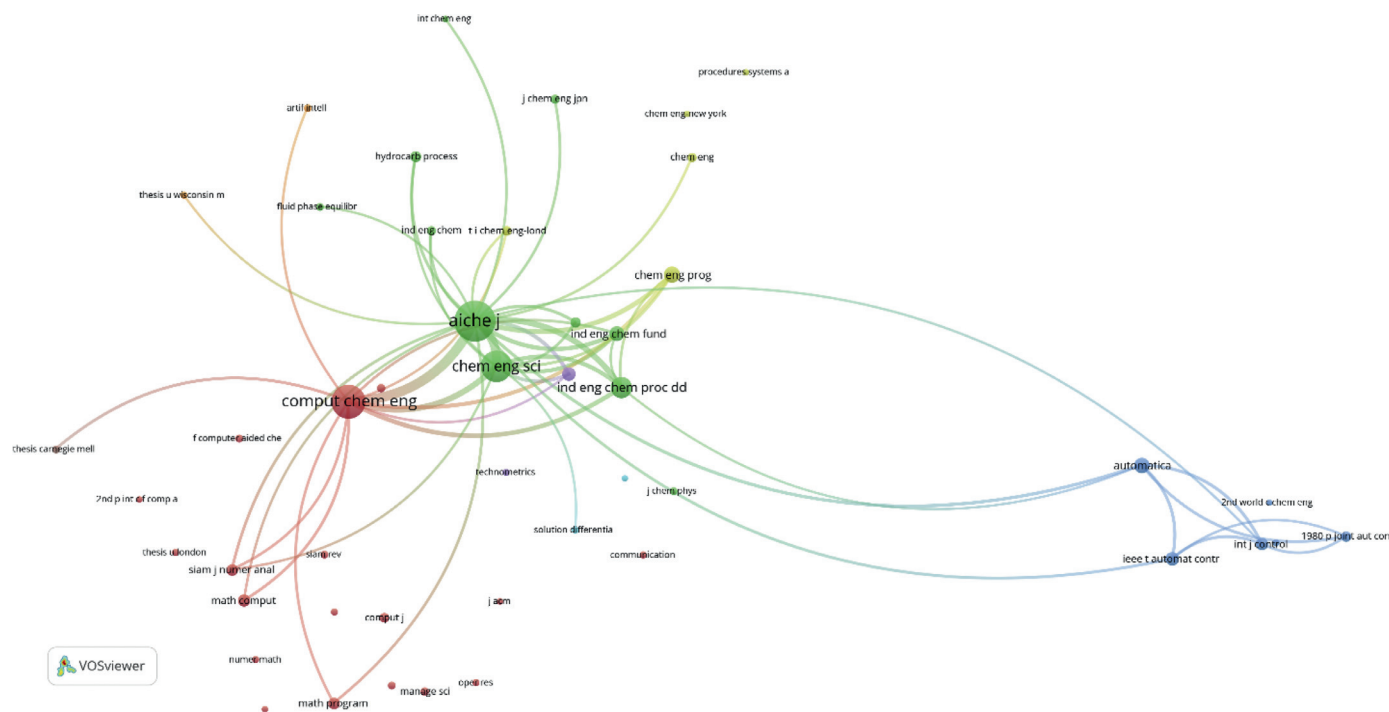 int chem eng
procedures systems a
artif intell
j chem eng jpn
chem eng new york
hydrocarb process
chem eng
thesis u wisconsin m
fluid phase equilibr
ind eng chem
t i chem eng-lond
chem eng prog
aiche j
ind eng chem fund
chem eng sci
ind eng chem proc dd
comput chem eng
f computer aided che
thesis carnegie mell
technometrics
automatica
2nd p int cf comp a
j chem phys
2nd world c chem eng
solution differentia
1980 p joint aut con
int j control
thesis u london
siam rev
communication
ieee t automat contr
siam j numer anal
math comput
j acm
comput j
numer math
oper res
manage sci
math program
VOSviewer